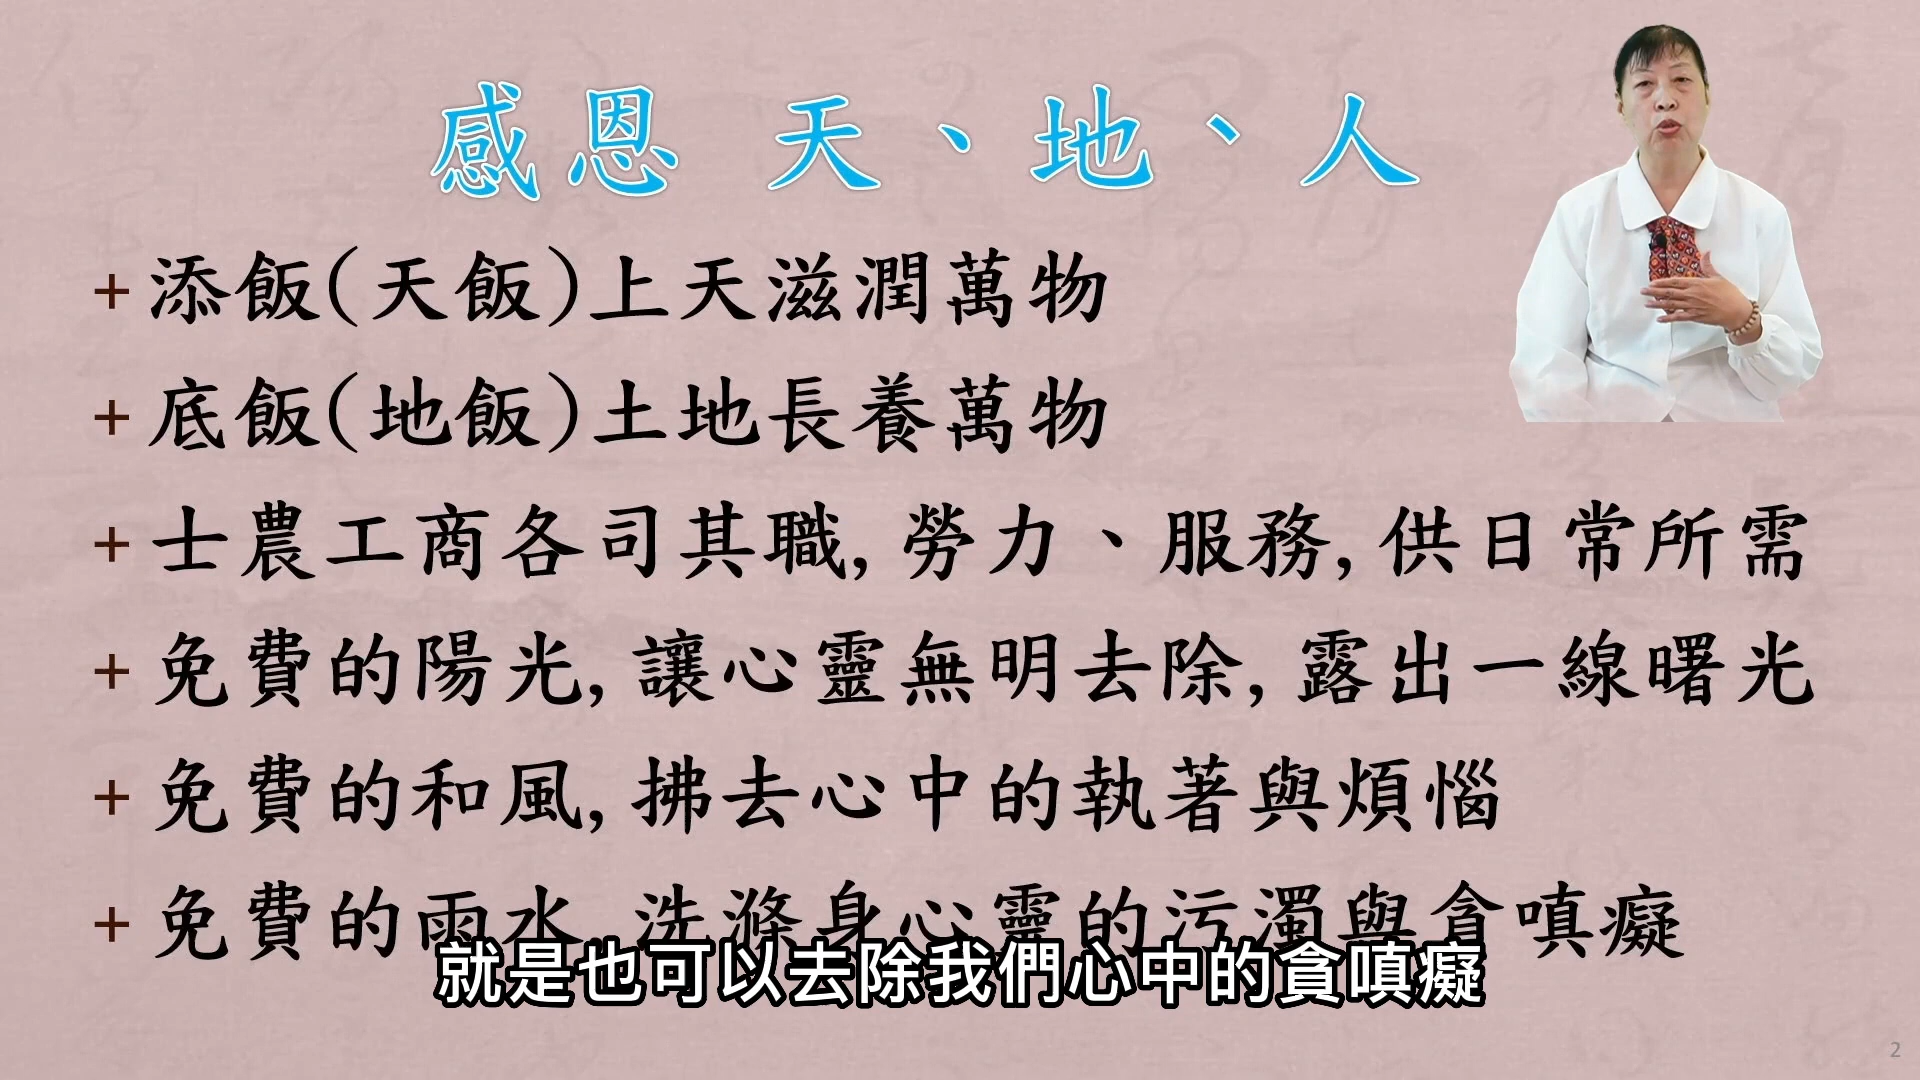 感恩 天、地、人
+ 添飯(天飯)上天滋潤萬物
+ 底飯(地飯)土地長養萬物
+ 士農工商各司其職,勞力、服務,供日常所需
+ 免費的陽光,讓心靈無明去除,露出一線曙光
+ 免費的和風,拂去心中的執著與煩惱
+ 免費的雨水,洗滌身心靈的污濁與貪嗔癡
就是也可以去除我們心中的貪嗔癡
2